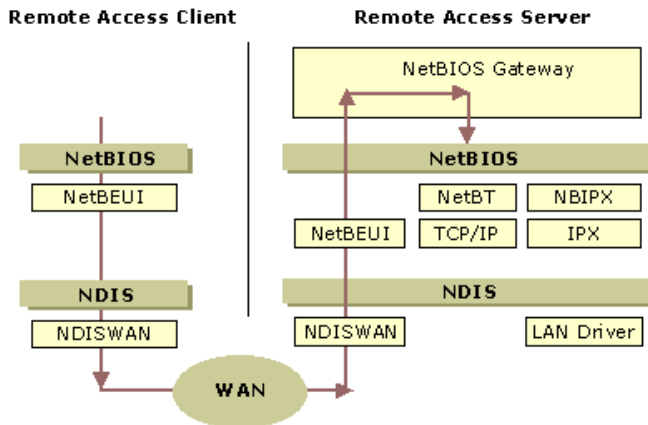 Remote Access Client
Remote Access Server
NetBIOS Gateway
NetBIOS
NetBIOS
NetBEUI
NetBT
NBIPX
NetBEUI
TCP/IP
IPX
NDIS
NDIS
NDISWAN
NDISWAN
LAN Driver
WAN